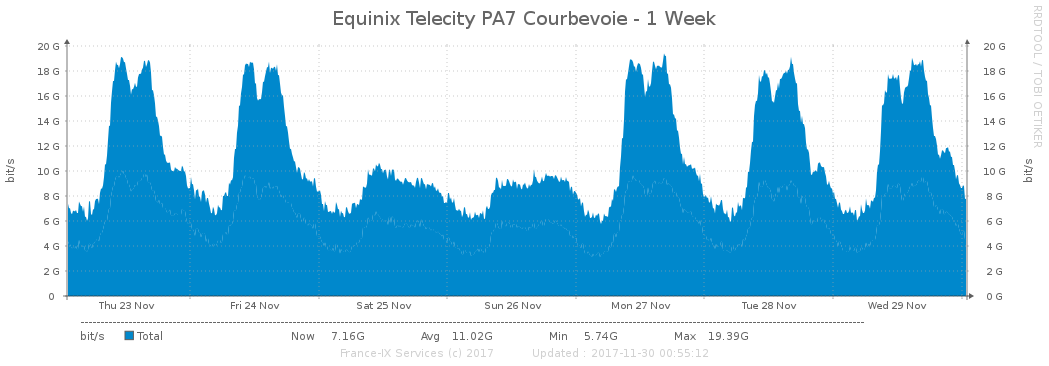 Equinix Telecity PA7 Courbevoie - 1 Week
RRDTOOL / TOBI OETIKER
bit/s
20 G 20 G
18 G 18 G
16 G 16 G
14 G 14 G
12 G 12 G
10 G 10 G
8 G 8 G
6 G 6 G
4 G 4 G
2 G 2 G
0 0 G
bit/s
Thu 23 Nov Fri 24 Nov Sat 25 Nov Sun 26 Nov Mon 27 Nov Tue 28 Nov Wed 29 Nov
bit/s Total Now 7.16G Avg 11.02G Min 5.74G Max 19.39G
France-IX Services (c) 2017 Updated : 2017-11-30 00:55:12